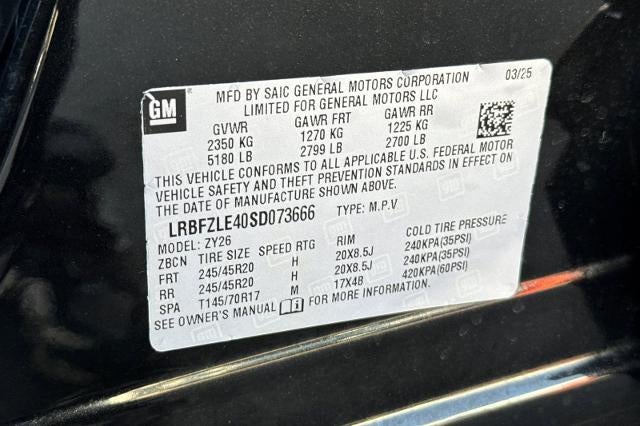 GM
MFD BY SAIC GENERAL MOTORS CORPORATION 03/25
LIMITED FOR GENERAL MOTORS LLC
GVWR GAWR FRT GAWR RR
2350 KG 1270 KG 1225 KG
5180 LB 2799 LB 2700 LB
THIS VEHICLE CONFORMS TO ALL APPLICABLE U.S. FEDERAL MOTOR
VEHICLE SAFETY AND THEFT PREVENTION STANDARDS IN EFFECT ON
THE DATE OF MANUFACTURE SHOWN ABOVE.
LRBFZLE40SD073666 TYPE: M.P.V
MODEL: ZY26
ZBCN TIRE SIZE SPEED RTG RIM COLD TIRE PRESSURE
FRT 245/45R20 H 20X8.5J 240KPA(35PSI)
RR 245/45R20 H 20X8.5J 240KPA(35PSI)
SPA T145/70R17 M 17X4B 420KPA(60PSI)
SEE OWNER'S MANUAL FOR MORE INFORMATION.